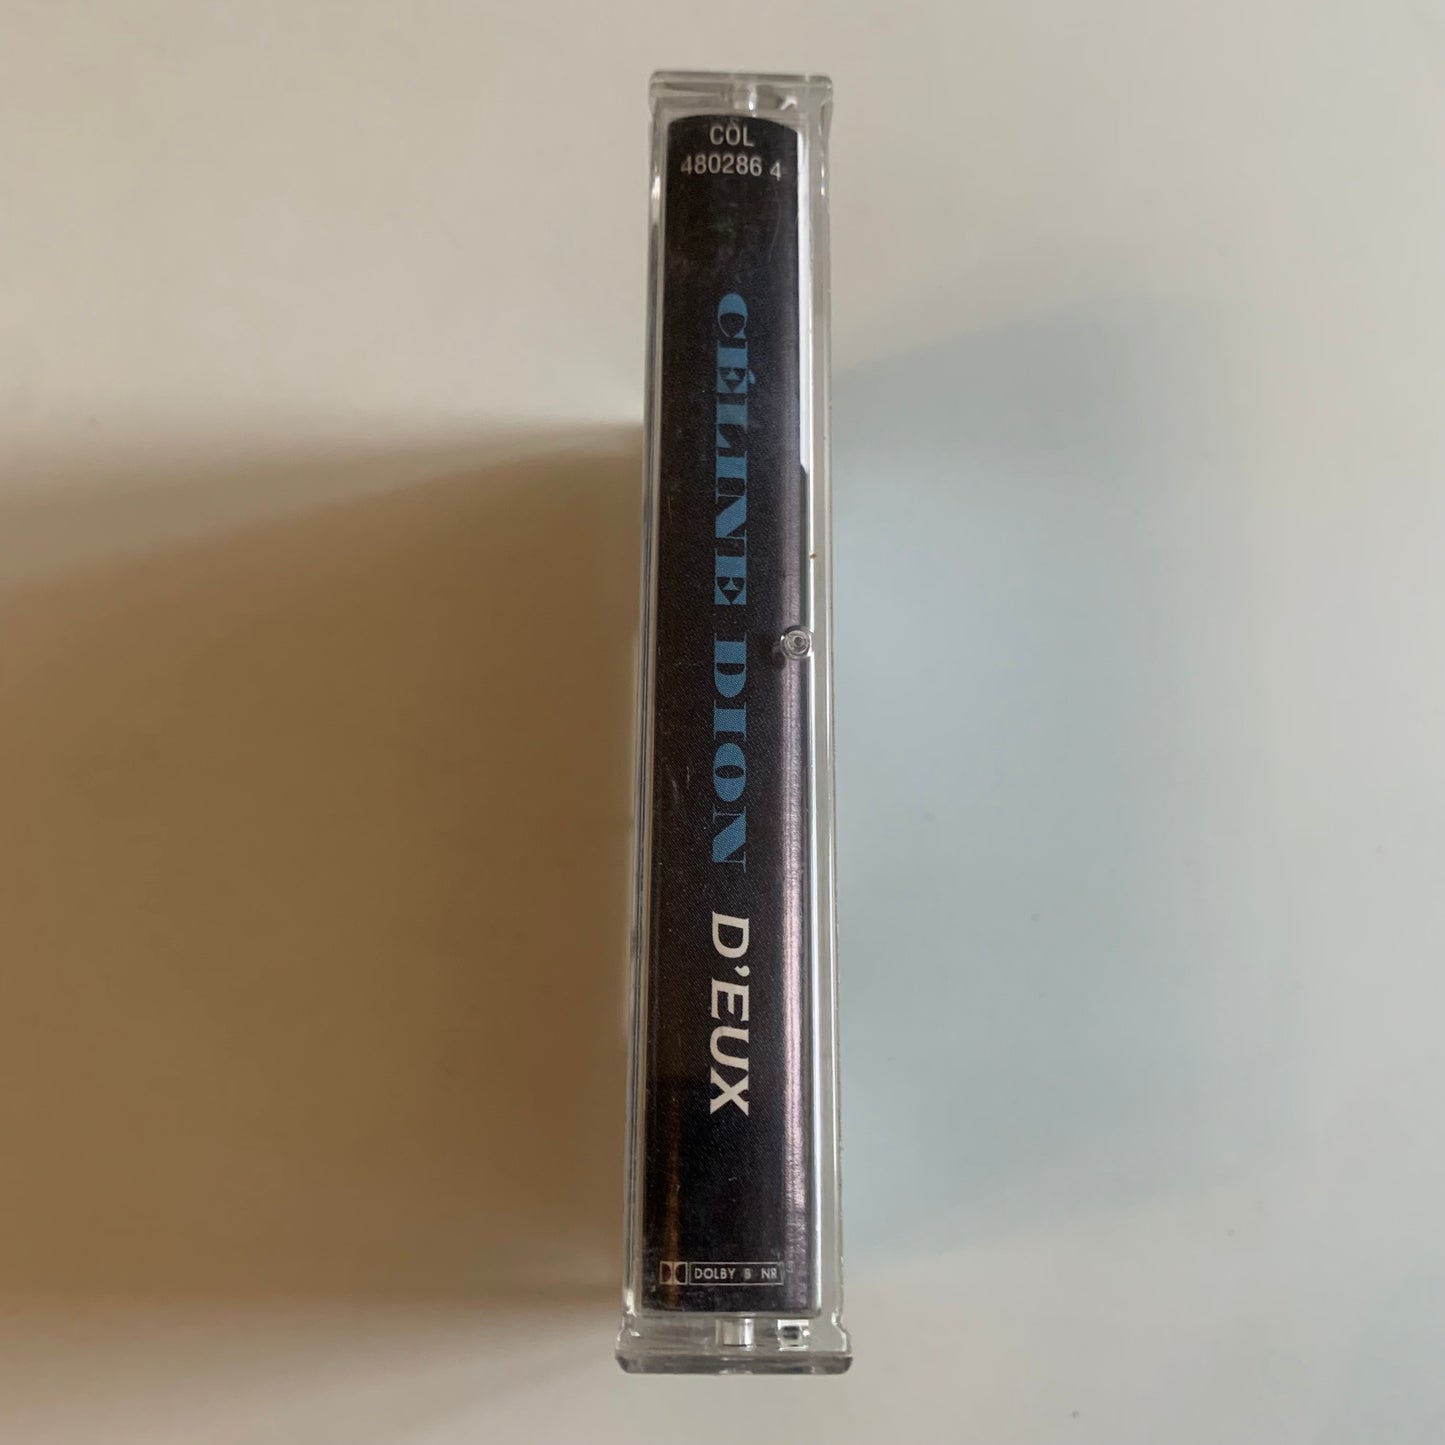 COL
480286 4
CÉLINE DION D'EUX
DOLBY B NR